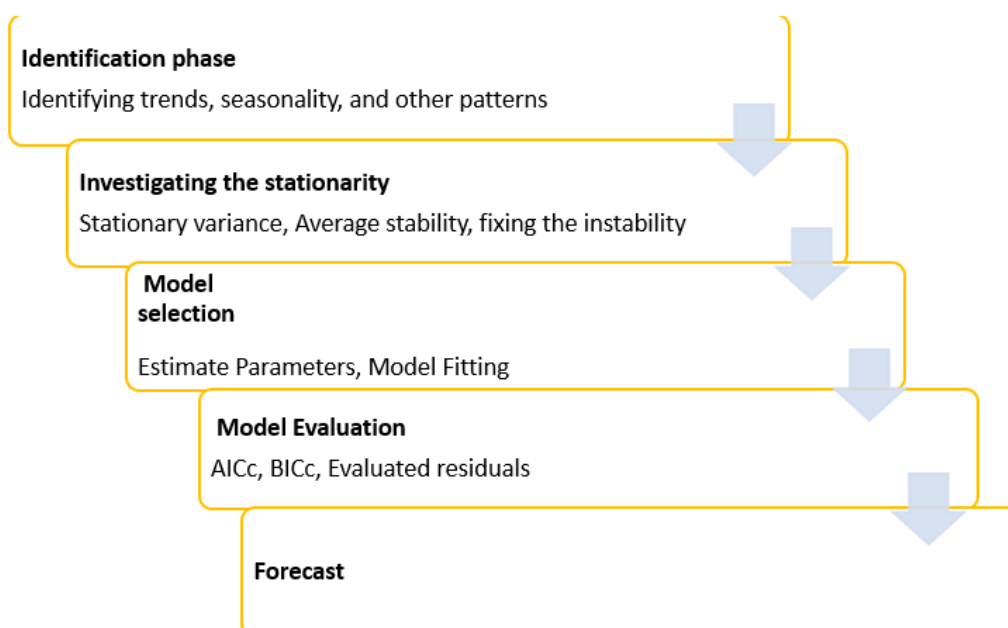 Identification phase
Identifying trends, seasonality, and other patterns
Investigating the stationarity
Stationary variance, Average stability, fixing the instability
Model
selection
Estimate Parameters, Model Fitting
Model Evaluation
AICc, BICc, Evaluated residuals
Forecast